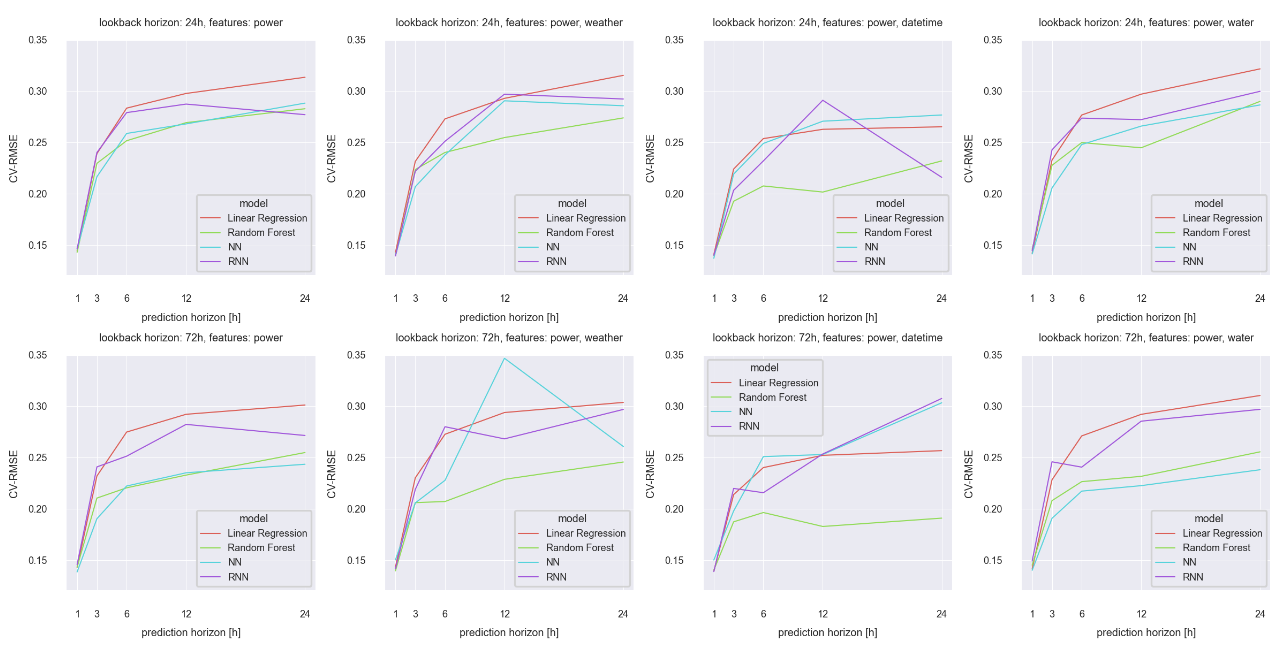 lookback horizon: 24h, features: power
0.35
0.30
0.25
0.20
0.15
CV-RMSE
model
Linear Regression
Random Forest
NN
RNN
1 3 6 12 24
prediction horizon [h]
lookback horizon: 24h, features: power, weather
0.35
0.30
0.25
0.20
0.15
CV-RMSE
model
Linear Regression
Random Forest
NN
RNN
1 3 6 12 24
prediction horizon [h]
lookback horizon: 24h, features: power, datetime
0.35
0.30
0.25
0.20
0.15
CV-RMSE
model
Linear Regression
Random Forest
NN
RNN
1 3 6 12 24
prediction horizon [h]
lookback horizon: 24h, features: power, water
0.35
0.30
0.25
0.20
0.15
CV-RMSE
model
Linear Regression
Random Forest
NN
RNN
1 3 6 12 24
prediction horizon [h]
lookback horizon: 72h, features: power
0.35
0.30
0.25
0.20
0.15
CV-RMSE
model
Linear Regression
Random Forest
NN
RNN
1 3 6 12 24
prediction horizon [h]
lookback horizon: 72h, features: power, weather
0.35
0.30
0.25
0.20
0.15
CV-RMSE
model
Linear Regression
Random Forest
NN
RNN
1 3 6 12 24
prediction horizon [h]
lookback horizon: 72h, features: power, datetime
0.35
0.30
0.25
0.20
0.15
CV-RMSE
model
Linear Regression
Random Forest
NN
RNN
1 3 6 12 24
prediction horizon [h]
lookback horizon: 72h, features: power, water
0.35
0.30
0.25
0.20
0.15
CV-RMSE
model
Linear Regression
Random Forest
NN
RNN
1 3 6 12 24
prediction horizon [h]